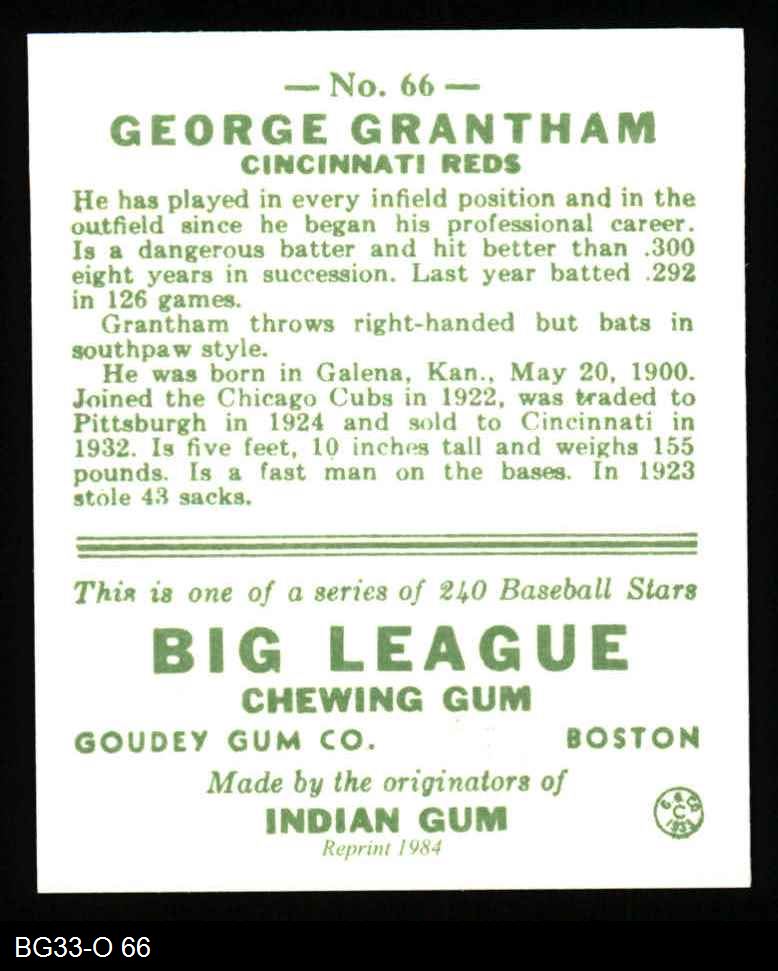 — No. 66 —
GEORGE GRANTHAM
CINCINNATI REDS
He has played in every infield position and in the
outfield since he began his professional career.
Is a dangerous batter and hit better than .300
eight years in succession. Last year batted .292
in 126 games.
Grantham throws right-handed but bats in
southpaw style.
He was born in Galena, Kan., May 20, 1900.
Joined the Chicago Cubs in 1922, was traded to
Pittsburgh in 1924 and sold to Cincinnati in
1932. Is five feet, 10 inches tall and weighs 155
pounds. Is a fast man on the bases. In 1923
stole 43 sacks.
This is one of a series of 240 Baseball Stars
BIG LEAGUE
CHEWING GUM
GOUDEY GUM CO. BOSTON
Made by the originators of
INDIAN GUM
G & CO
C
1933
Reprint 1984
BG33-O 66